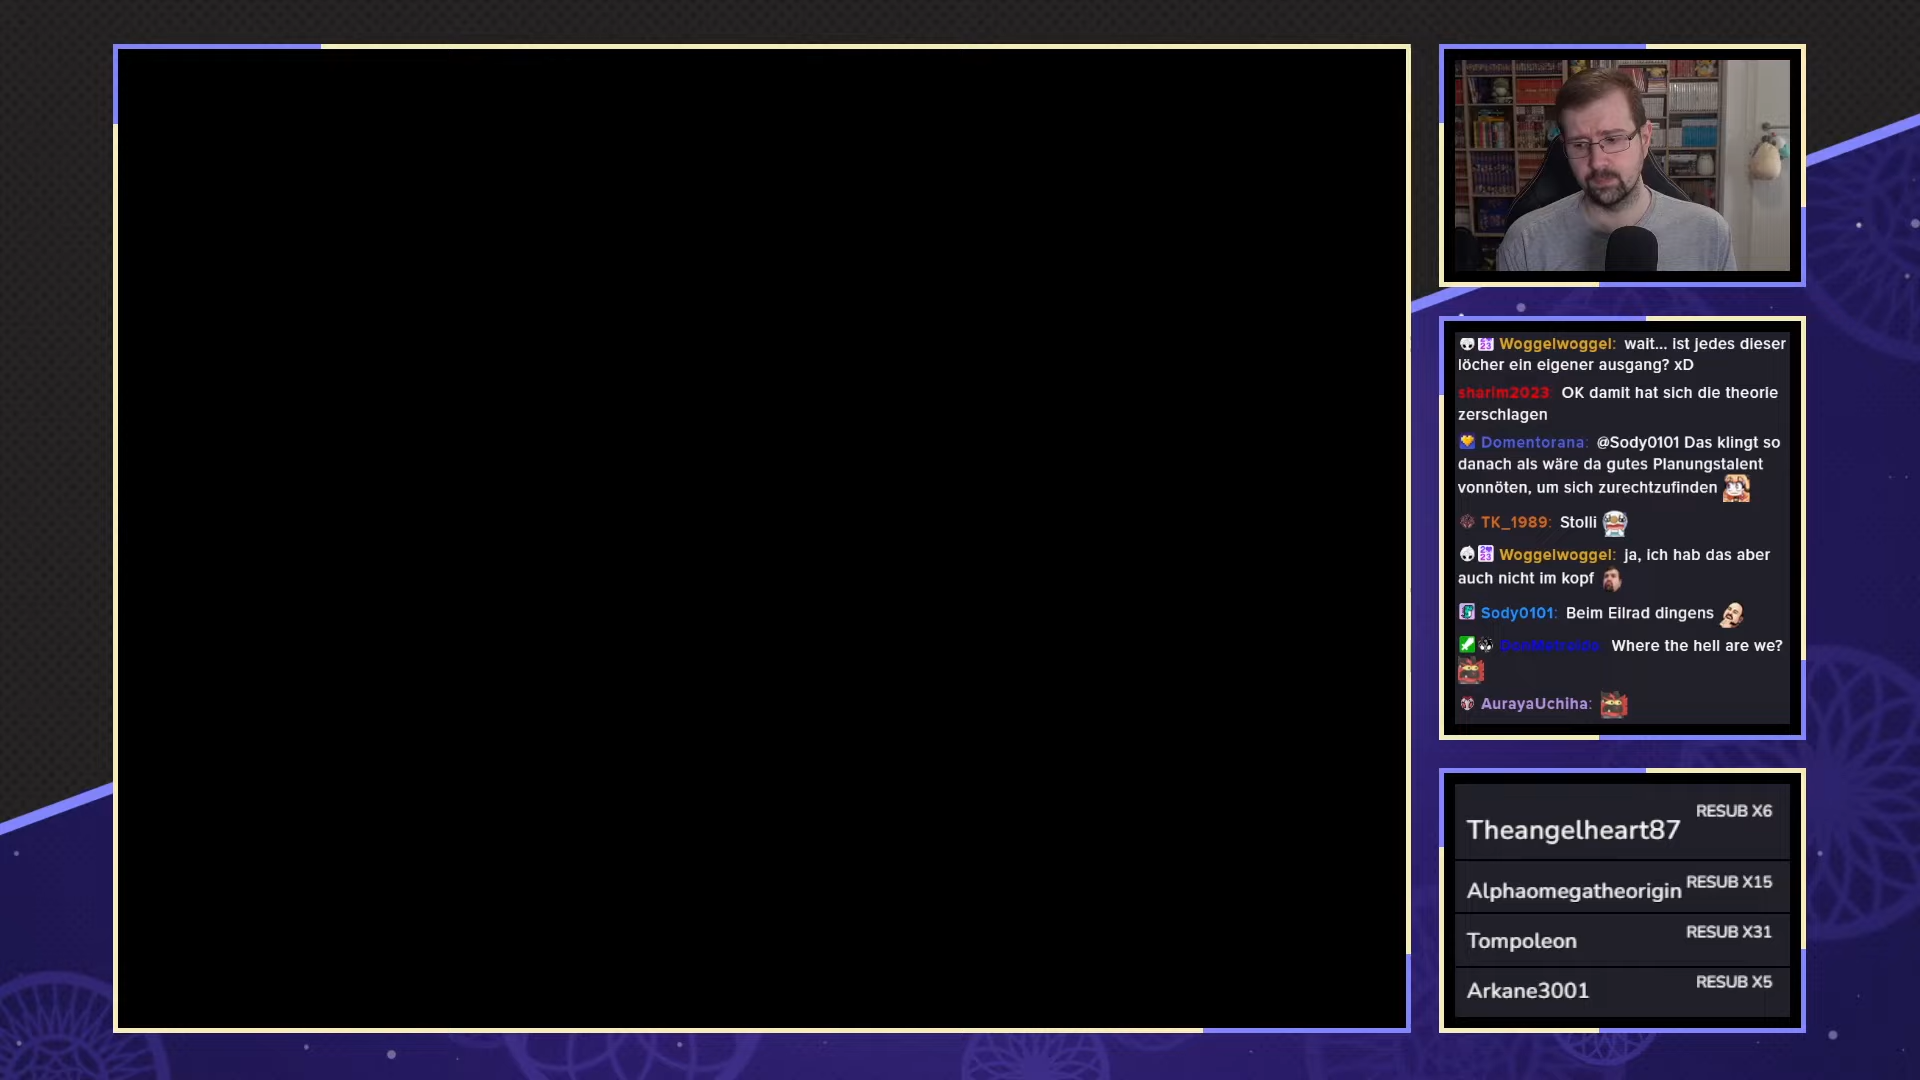 Woggelwoggel: wait... ist jedes dieser
löcher ein eigener ausgang? xD
sharim2023: OK damit hat sich die theorie
zerschlagen
Domentorana: @Sody0101 Das klingt so
danach als wäre da gutes Planungstalent
vonnöten, um sich zurechtzufinden
TK_1989: Stolli
Woggelwoggel: ja, ich hab das aber
auch nicht im kopf
Sody0101: Beim Eilrad dingens
Where the hell are we?
AurayaUchiha:
Theangelheart87 RESUB X6
Alphaomegatheorigin RESUB X15
Tompoleon RESUB X31
Arkane3001 RESUB X5